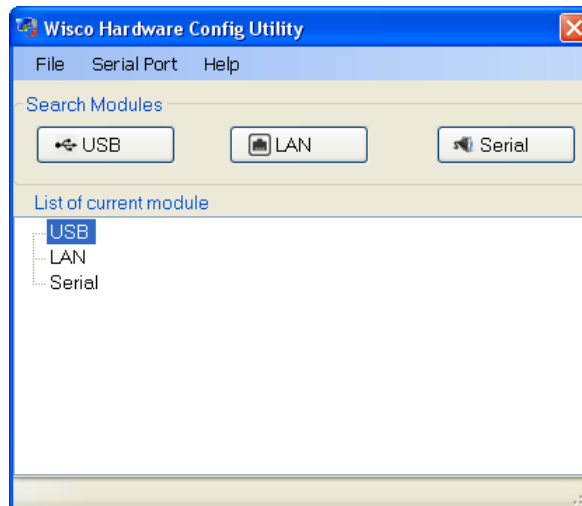 Wisco Hardware Config Utility
File Serial Port Help
Search Modules
USB LAN Serial
List of current module
USB
LAN
Serial